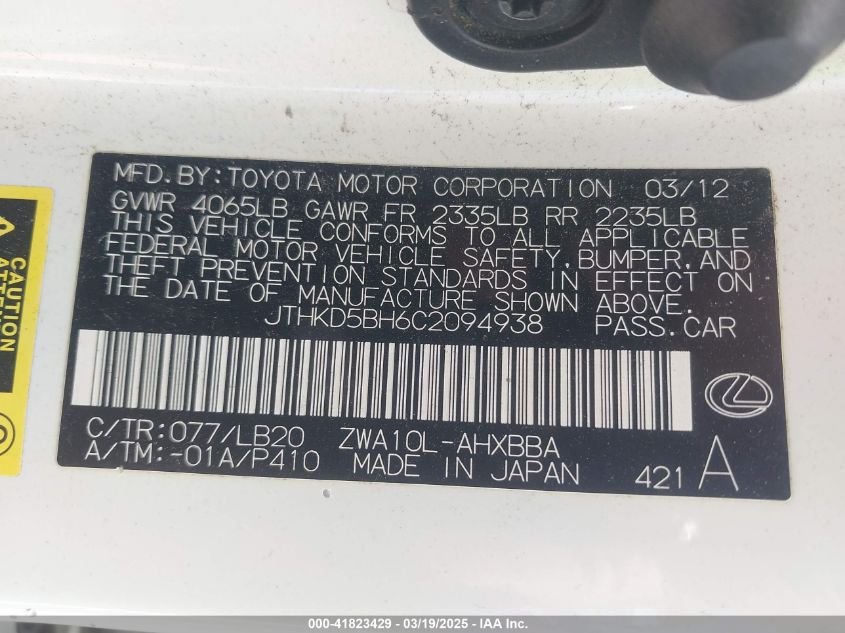 MFD.BY:TOYOTA MOTOR CORPORATION 03/12
GVWR 4065LB GAWR FR 2335LB RR 2235LB
THIS VEHICLE CONFORMS TO ALL APPLICABLE
FEDERAL MOTOR VEHICLE SAFETY,BUMPER,AND
THEFT PREVENTION STANDARDS IN EFFECT ON
THE DATE OF MANUFACTURE SHOWN ABOVE.
JTHKD5BH6C2094938 PASS.CAR
C/TR:077/LB20 ZWA10L-AHXBBA
A/TM:-01A/P410 MADE IN JAPAN
421 A
000-41823429 - 03/19/2025 - IAA Inc.